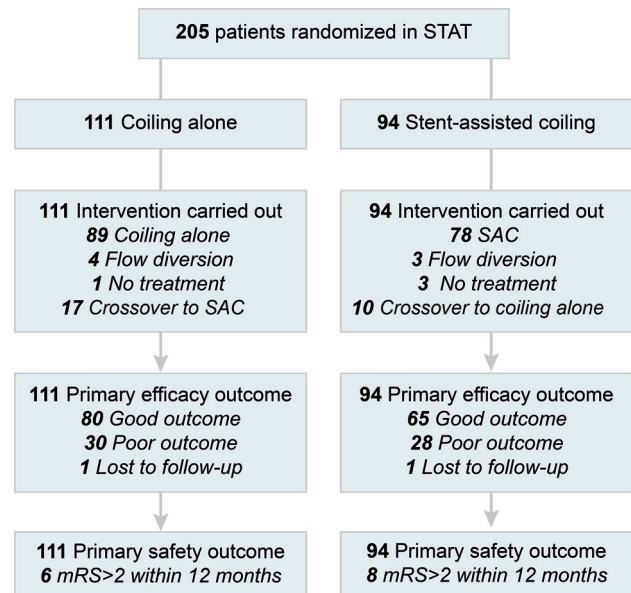 205 patients randomized in STAT
111 Coiling alone
94 Stent-assisted coiling
111 Intervention carried out
89 Coiling alone
4 Flow diversion
1 No treatment
17 Crossover to SAC
94 Intervention carried out
78 SAC
3 Flow diversion
3 No treatment
10 Crossover to coiling alone
111 Primary efficacy outcome
80 Good outcome
30 Poor outcome
1 Lost to follow-up
94 Primary efficacy outcome
65 Good outcome
28 Poor outcome
1 Lost to follow-up
111 Primary safety outcome
6 mRS>2 within 12 months
94 Primary safety outcome
8 mRS>2 within 12 months